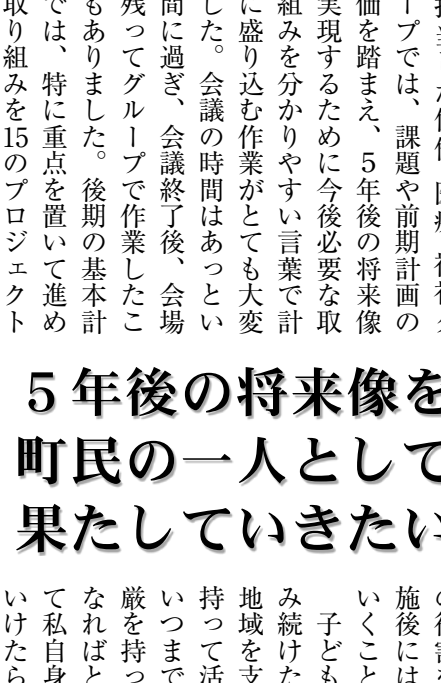 ープでは、課題や前期計画の
価を踏まえ、５年後の将来像
実現するために今後必要な取
組みを分かりやすい言葉で計
に盛り込む作業がとても大変
した。会議の時間はあっとい
間に過ぎ、会議終了後、会場
残ってグループで作業したこ
もありました。後期の基本計
では、特に重点を置いて進め
取り組みを15のプロジェクト
５年後の将来像を
町民の一人として
果たしていきたい
施後には
いくこと
子ども
み続けた
地域を支
持って活
いつまで
厳を持っ
なればと
て私自身
いけたら